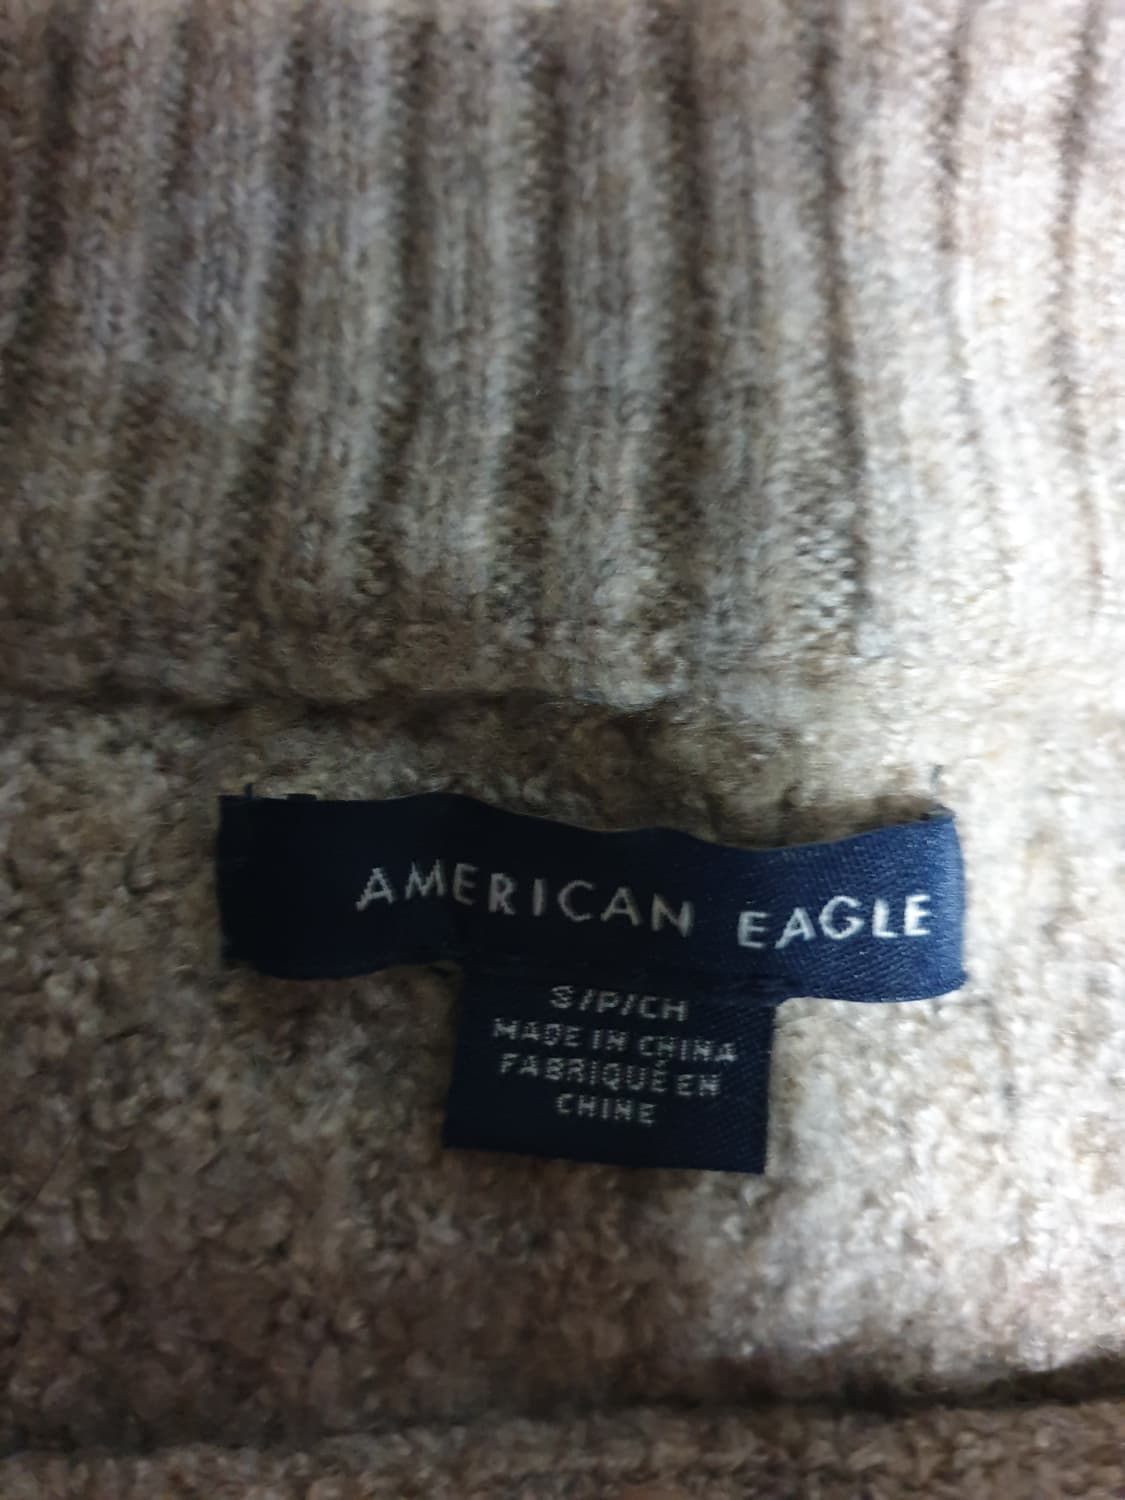 AMERICAN EAGLE
S/P/CH
MADE IN CHINA
FABRIQUÉ EN
CHINE